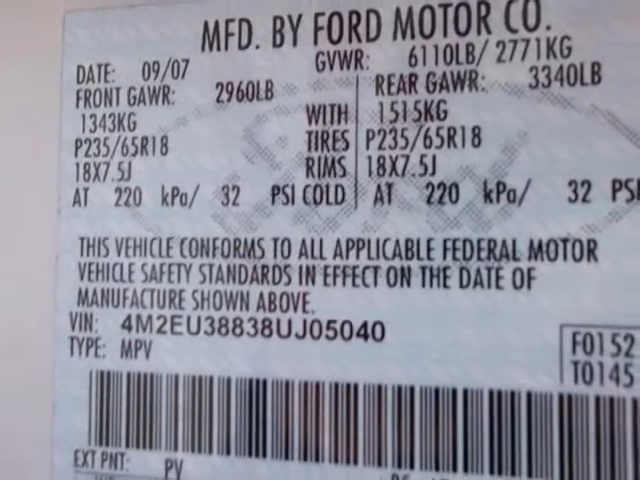 MFD. BY FORD MOTOR CO.
DATE: 09/07 GVWR: 6110LB/ 2771KG
FRONT GAWR: 2960LB REAR GAWR: 3340LB
1343KG WITH 1515KG
P235/65R18 TIRES P235/65R18
18X7.5J RIMS 18X7.5J
AT 220 kPa/ 32 PSI COLD AT 220 kPa/ 32 PSI
THIS VEHICLE CONFORMS TO ALL APPLICABLE FEDERAL MOTOR
VEHICLE SAFETY STANDARDS IN EFFECT ON THE DATE OF
MANUFACTURE SHOWN ABOVE.
VIN: 4M2EU38838UJ05040
TYPE: MPV
F0152
T0145
EXT PNT: PV